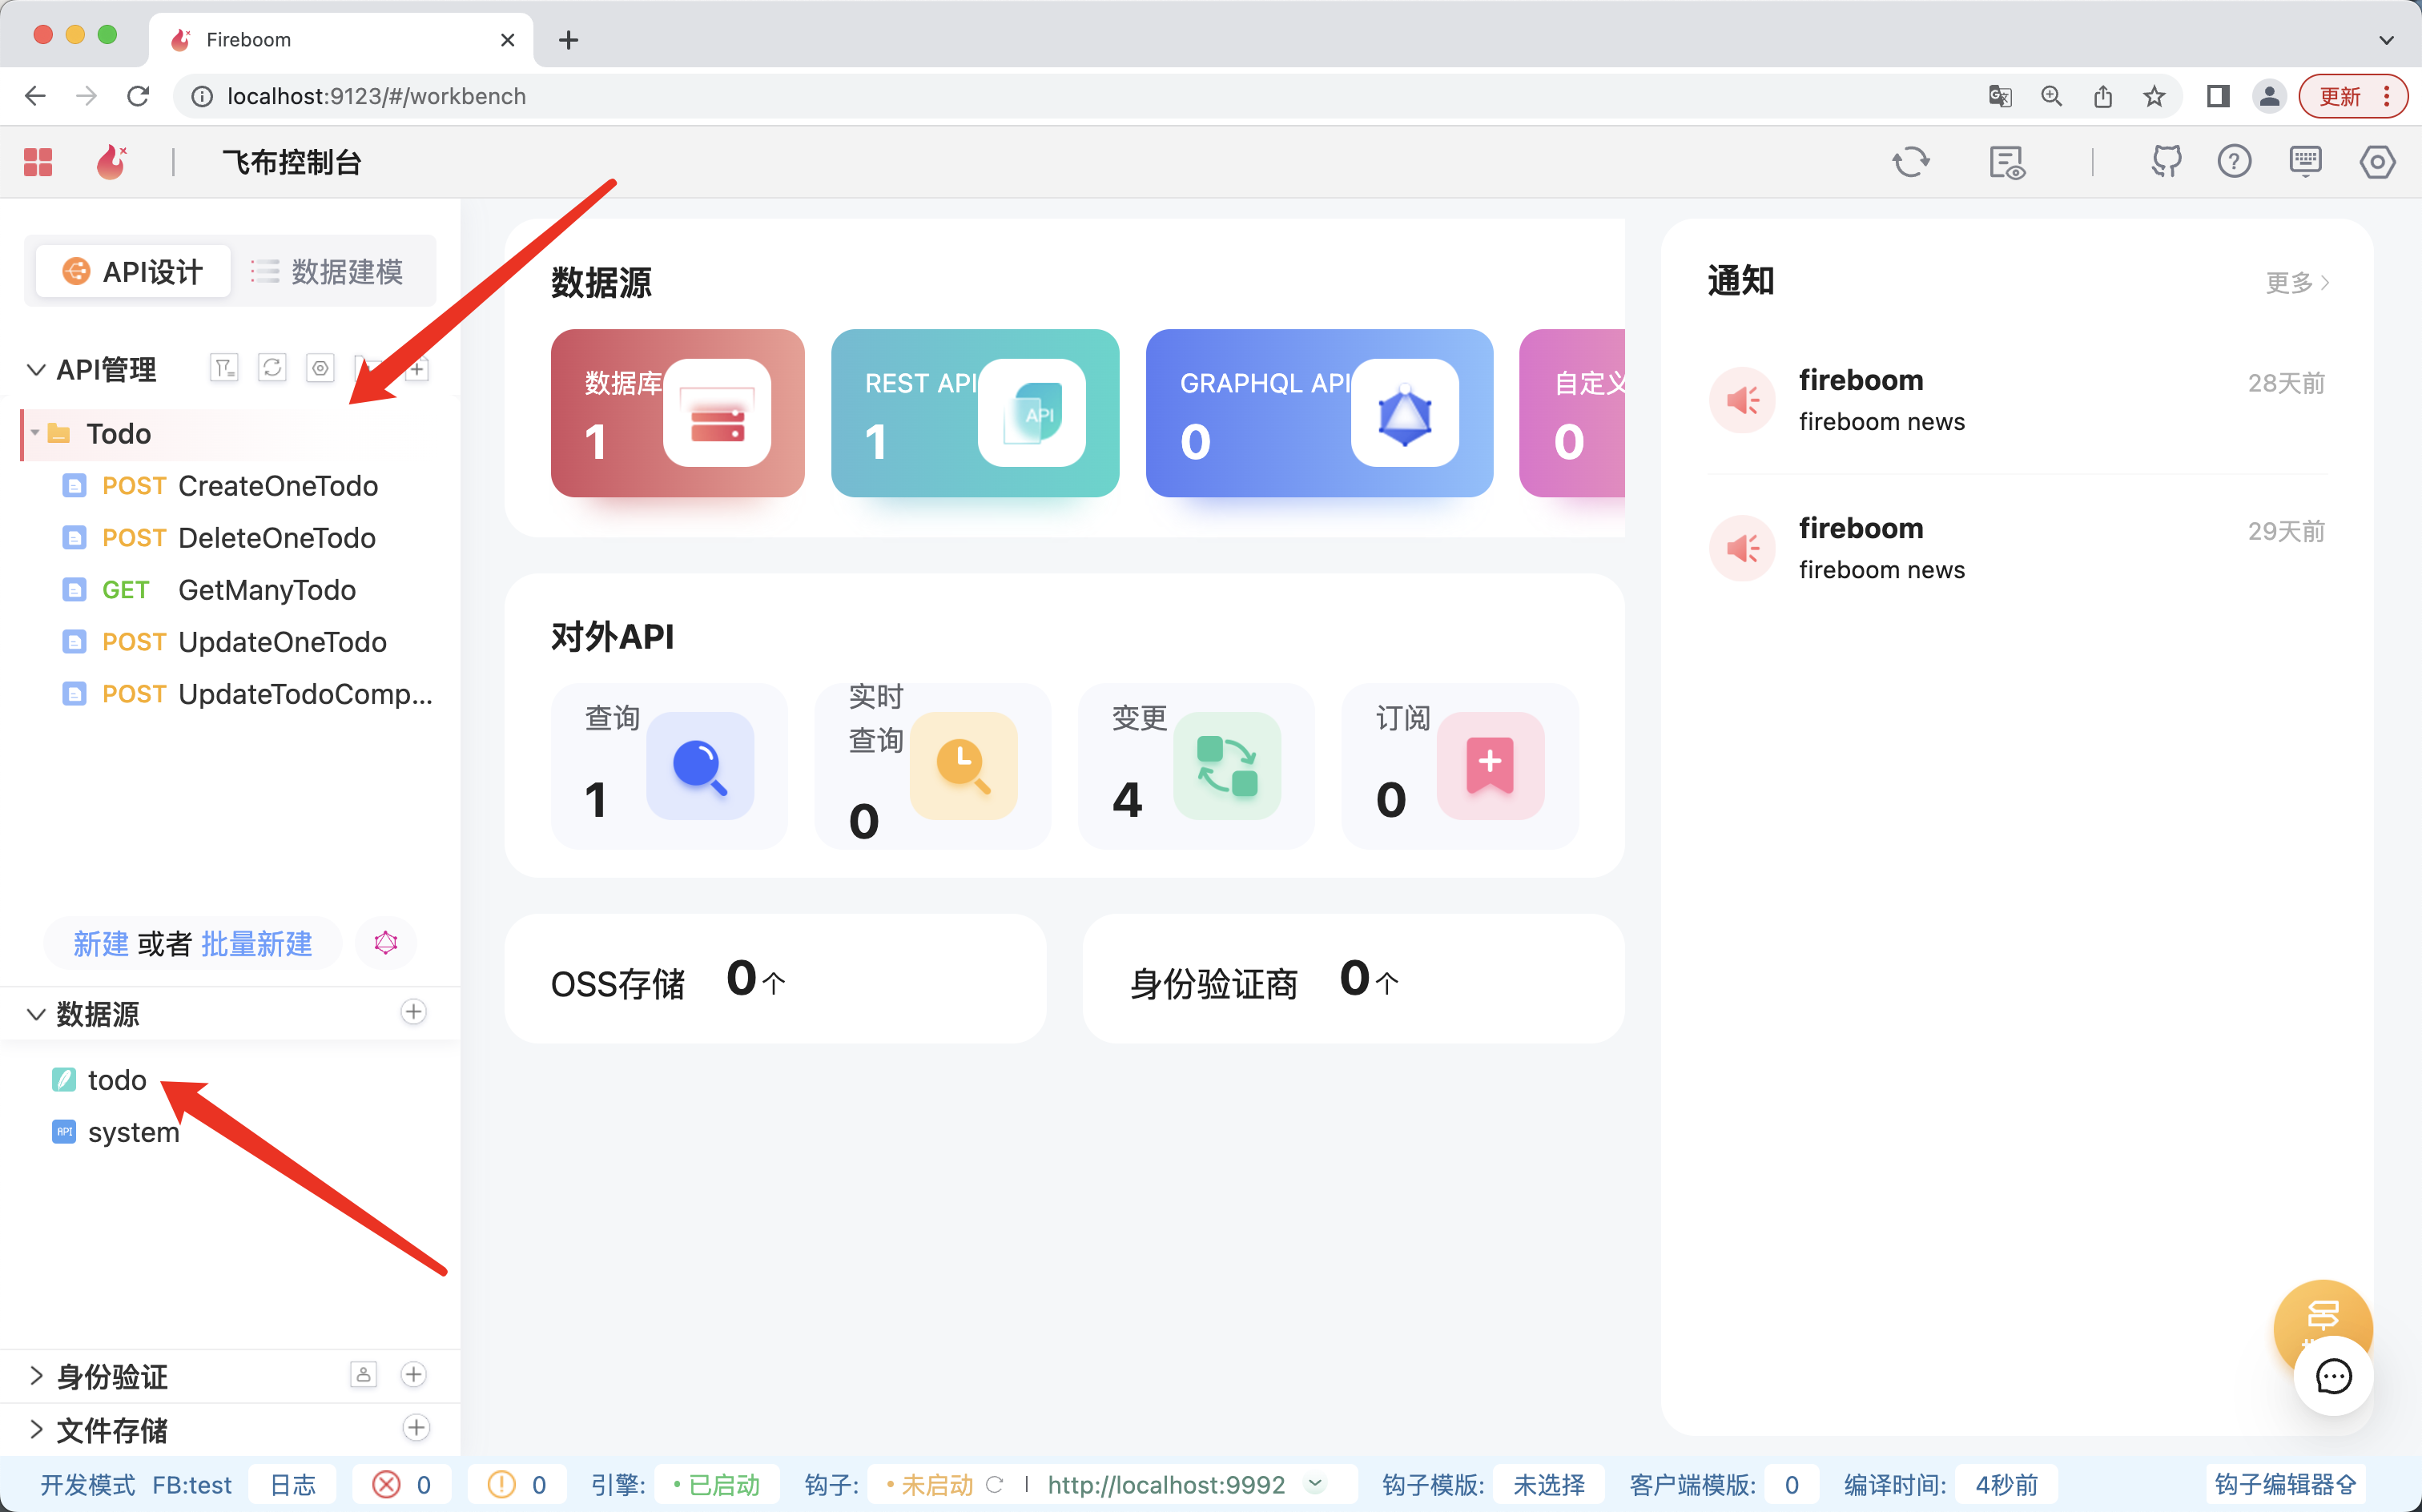 Fireboom
localhost:9123/#/workbench
更新
飞布控制台
API设计
数据建模
API管理
Todo
POST CreateOneTodo
POST DeleteOneTodo
GET GetManyTodo
POST UpdateOneTodo
POST UpdateTodoComp...
新建 或者 批量新建
数据源
todo
API system
身份验证
文件存储
数据源
数据库
1
REST API
1
API
GRAPHQL API
0
自定义
0
对外API
查询
1
实时
查询
0
变更
4
订阅
0
OSS存储 0个
身份验证商 0个
通知
更多
fireboom
28天前
fireboom news
fireboom
29天前
fireboom news
开发模式 FB:test 日志 0 0 引擎: 已启动 钩子: 未启动 http://localhost:9992 钩子模版: 未选择 客户端模版: 0 编译时间: 4秒前 钩子编辑器